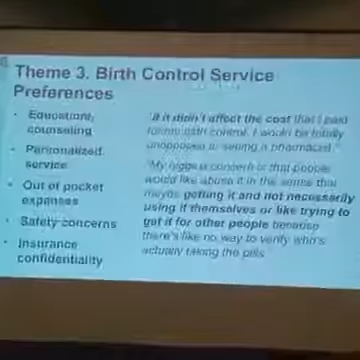 Theme 3. Birth Control Service
Preferences
• Education,
counseling
• Personalized
service
• Out of pocket
expenses
• Safety concerns
• Insurance
confidentiality
"If it didn't affect the cost that I paid
for my birth control, I would be totally
unopposed to seeing a pharmacist."
"My biggest concern is that people
would like abuse it in the sense that
maybe getting it and not necessarily
using it themselves or like trying to
get it for other people because
there's like no way to verify who's
actually taking the pills."